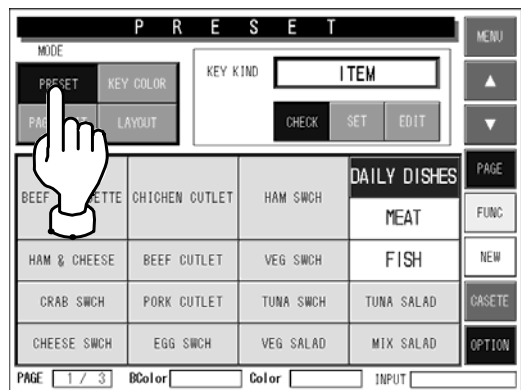 PRESET
MENU
MODE
PRESET KEY COLOR
LAYOUT
KEY KIND ITEM
CHECK SET EDIT
PAGE
FUNC
NEW
CASETE
OPTION
BEEF CHICHEN CUTLET HAM SWCH DAILY DISHES
MEAT
HAM & CHEESE BEEF CUTLET VEG SWCH FISH
CRAB SWCH PORK CUTLET TUNA SWCH TUNA SALAD
CHEESE SWCH EGG SWCH VEG SALAD MIX SALAD
PAGE 1 / 3 BColor Color INPUT